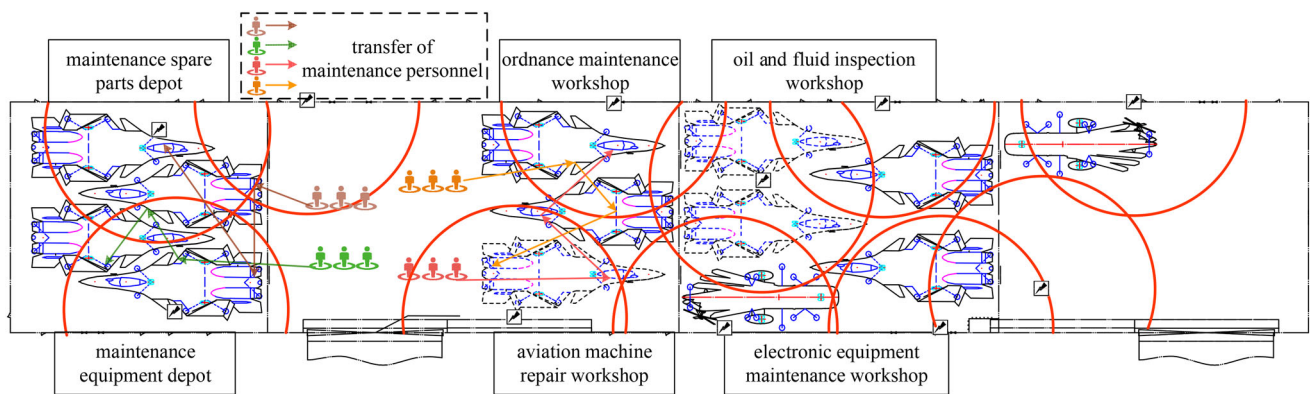 maintenance spare
parts depot
transfer of
maintenance personnel
ordnance maintenance
workshop
oil and fluid inspection
workshop
maintenance
equipment depot
aviation machine
repair workshop
electronic equipment
maintenance workshop